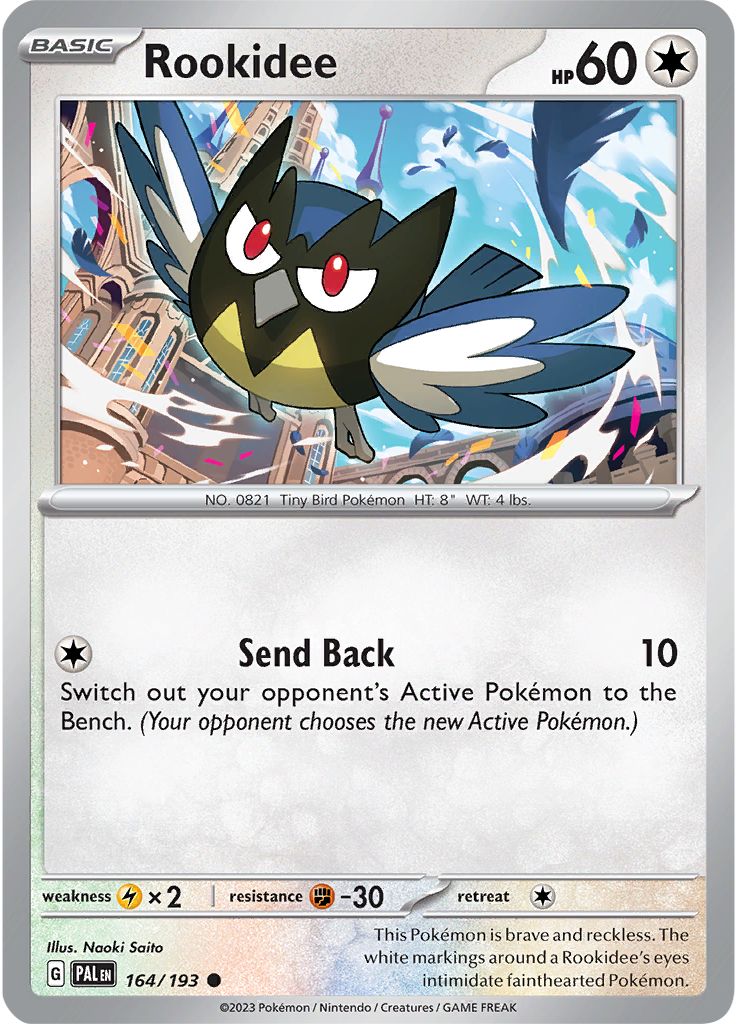 BASIC
Rookidee
HP 60
NO. 0821 Tiny Bird Pokémon HT: 8" WT: 4 lbs.
Send Back 10
Switch out your opponent's Active Pokémon to the
Bench. (Your opponent chooses the new Active Pokémon.)
weakness ×2 resistance -30 retreat
Illus. Naoki Saito
This Pokémon is brave and reckless. The
white markings around a Rookidee's eyes
intimidate fainthearted Pokémon.
G PAL EN 164/193
©2023 Pokémon / Nintendo / Creatures / GAME FREAK